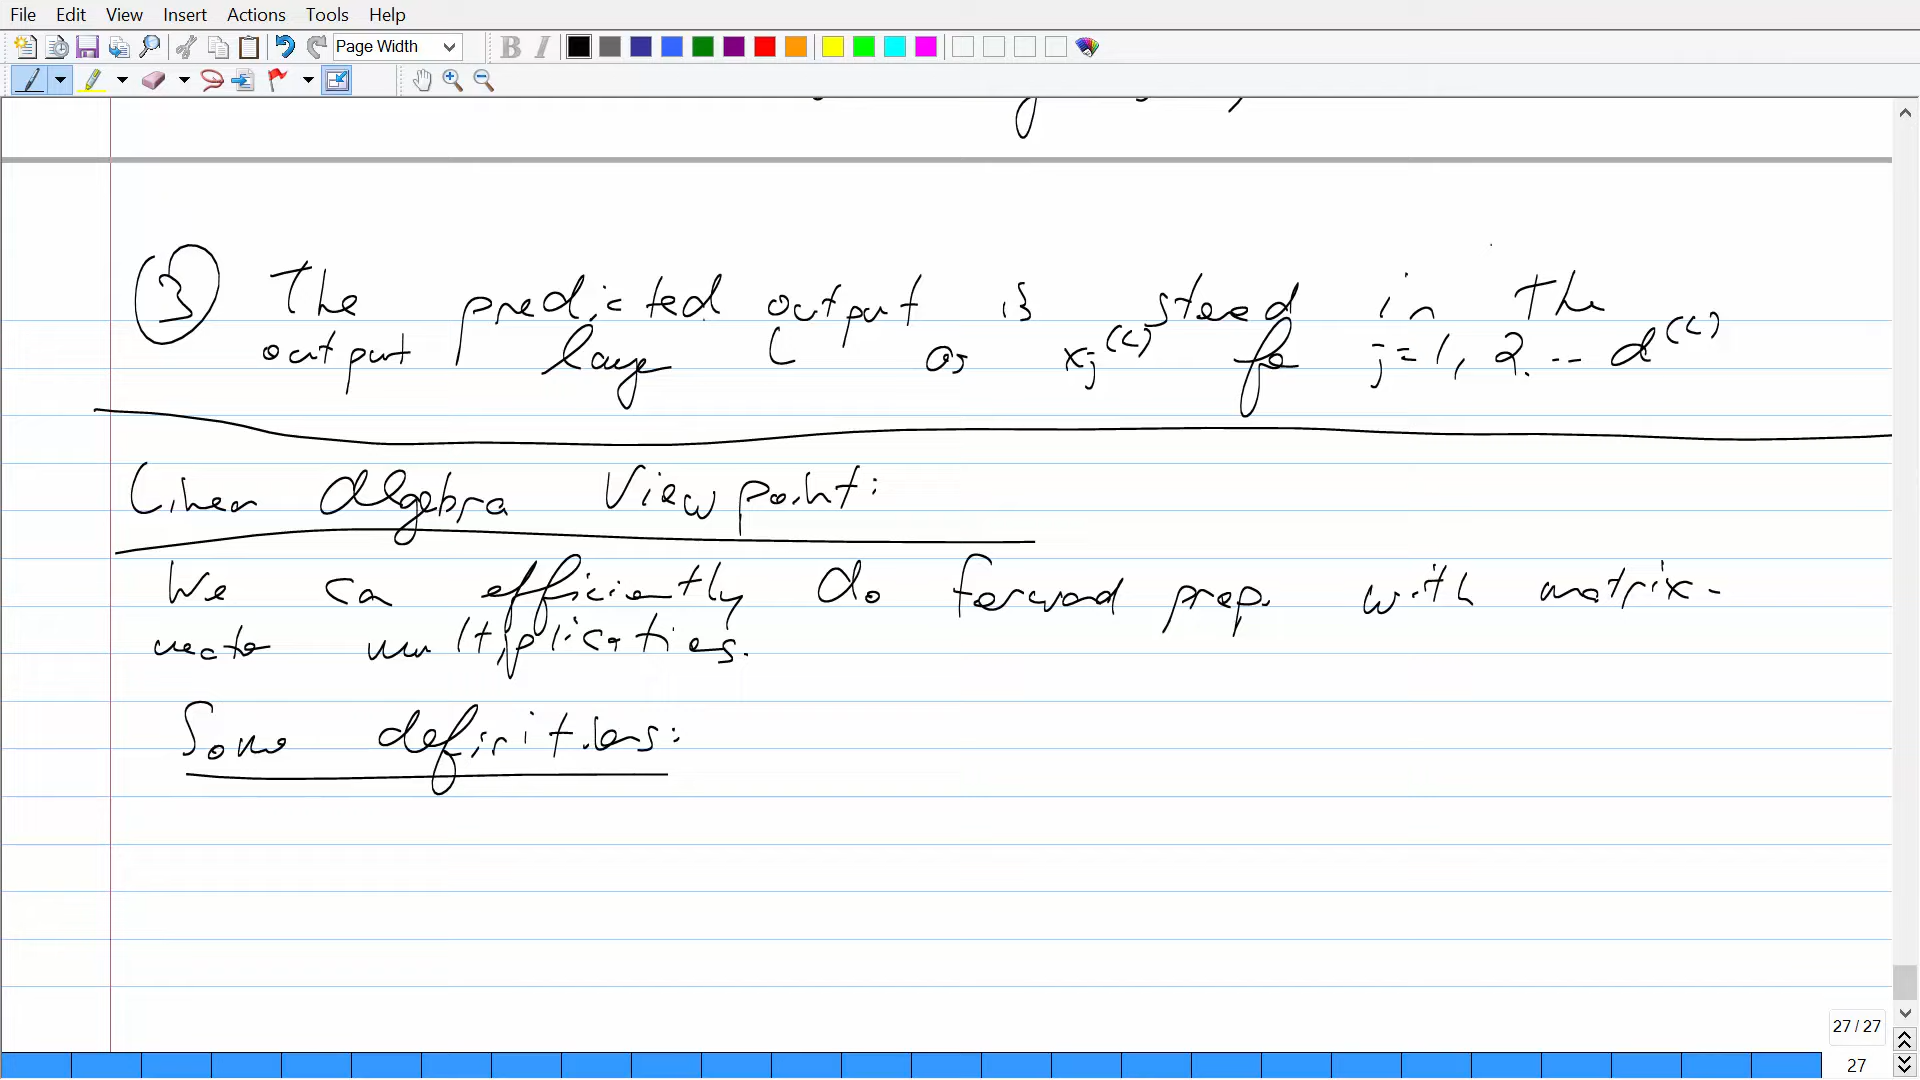 File Edit View Insert Actions Tools Help
Page Width B I
③ The predicted output is stored in the
output layer L as xj^(L) for j=1, 2... d^(L)
Linear Algebra Viewpoint:
We can efficiently do forward prop. with matrix-
vector multiplications.
Some definitions:
27 / 27
27